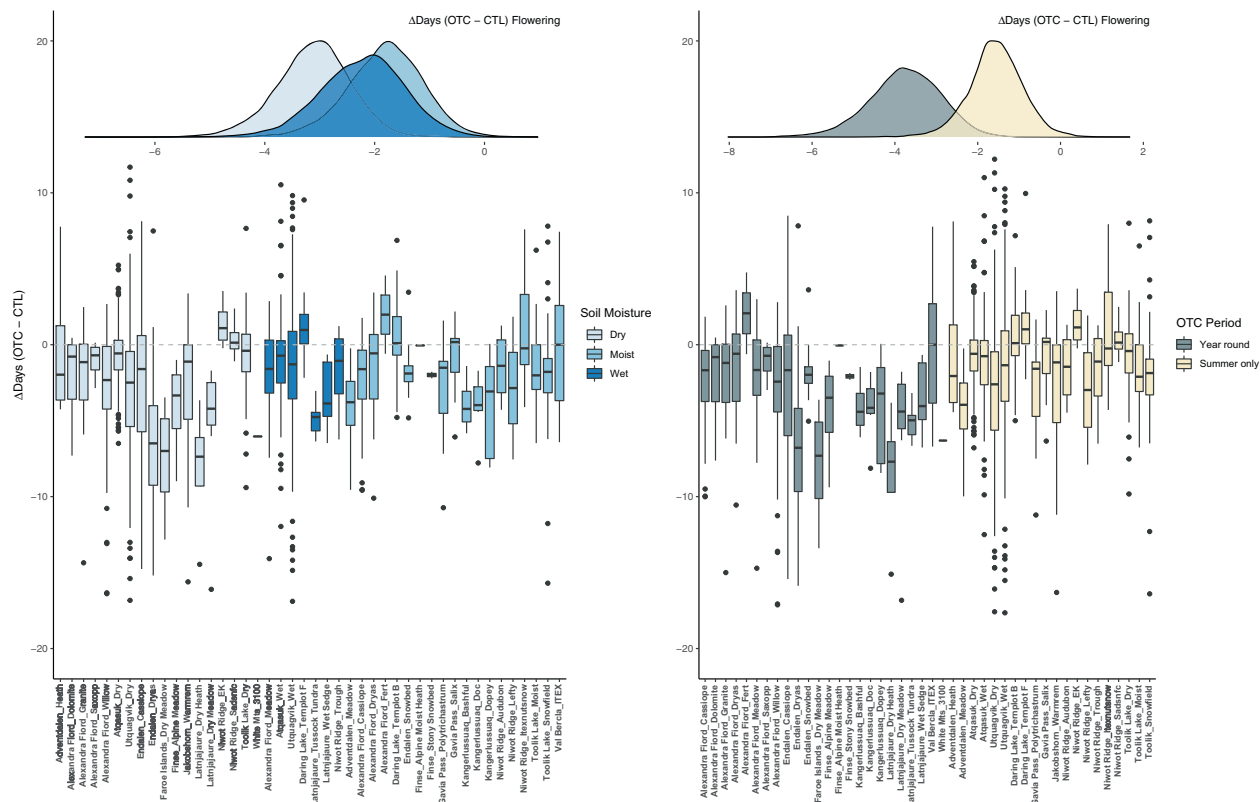 ΔDays (OTC − CTL) Flowering
20
−6
−4
−2
0
10
0
−10
−20
ΔDays (OTC − CTL)
Soil Moisture
Dry
Moist
Wet
Adventdalen_Heath
Alexandra Fiord_Dolomite
Alexandra Fiord_Granite
Alexandra Fiord_Saxopp
Alexandra Fiord_Willow
Atqasuk_Dry
Utqiagvik_Dry
Endalen_Cassiope
Endalen_Dryas
Faroe Islands_Dry Meadow
Finse_Alpine Meadow
Jakobshorn_Warmrem
Latnjajaure_Dry Heath
Latnjajaure_Dry Meadow
Niwot Ridge_EK
Niwot Ridge_Sadsnfc
Toolik Lake_Dry
White Mts_3100
Alexandra Fiord_Meadow
Atqasuk_Wet
Utqiagvik_Wet
Daring Lake_Templot F
Latnjajaure_Tussock Tundra
Latnjajaure_Wet Sedge
Niwot Ridge_Trough
Adventdalen_Meadow
Alexandra Fiord_Cassiope
Alexandra Fiord_Dryas
Alexandra Fiord_Fert
Daring Lake_Templot B
Endalen_Snowbed
Finse_Alpine Moist Heath
Finse_Stony Snowbed
Gavia Pass_Polytrichastrum
Gavia Pass_Salix
Kangerlussuaq_Bashful
Kangerlussuaq_Doc
Kangerlussuaq_Dopey
Niwot Ridge_Audubon
Niwot Ridge_Lefty
Niwot Ridge_Itexnutsnow
Toolik Lake_Moist
Toolik Lake_Snowfield
Val Bercla_ITEX
ΔDays (OTC − CTL) Flowering
20
−8
−6
−4
−2
0
2
10
0
−10
−20
OTC Period
Year round
Summer only
Alexandra Fiord_Cassiope
Alexandra Fiord_Dolomite
Alexandra Fiord_Granite
Alexandra Fiord_Dryas
Alexandra Fiord_Fert
Alexandra Fiord_Meadow
Alexandra Fiord_Saxopp
Alexandra Fiord_Willow
Endalen_Cassiope
Endalen_Dryas
Endalen_Snowbed
Faroe Islands_Dry Meadow
Finse_Alpine Meadow
Finse_Alpine Moist Heath
Finse_Stony Snowbed
Kangerlussuaq_Bashful
Kangerlussuaq_Doc
Kangerlussuaq_Dopey
Latnjajaure_Dry Heath
Latnjajaure_Dry Meadow
Latnjajaure_Tussock Tundra
Latnjajaure_Wet Sedge
Val Bercla_ITEX
White Mts_3100
Adventdalen_Heath
Adventdalen_Meadow
Atqasuk_Dry
Atqasuk_Wet
Utqiagvik_Dry
Utqiagvik_Wet
Daring Lake_Templot B
Daring Lake_Templot F
Gavia Pass_Polytrichastrum
Gavia Pass_Salix
Jakobshorn_Warmrem
Niwot Ridge_Audubon
Niwot Ridge_EK
Niwot Ridge_Lefty
Niwot Ridge_Trough
Niwot Ridge_Itexnutsnow
Niwot Ridge_Sadsnfc
Toolik Lake_Dry
Toolik Lake_Moist
Toolik_Snowfield